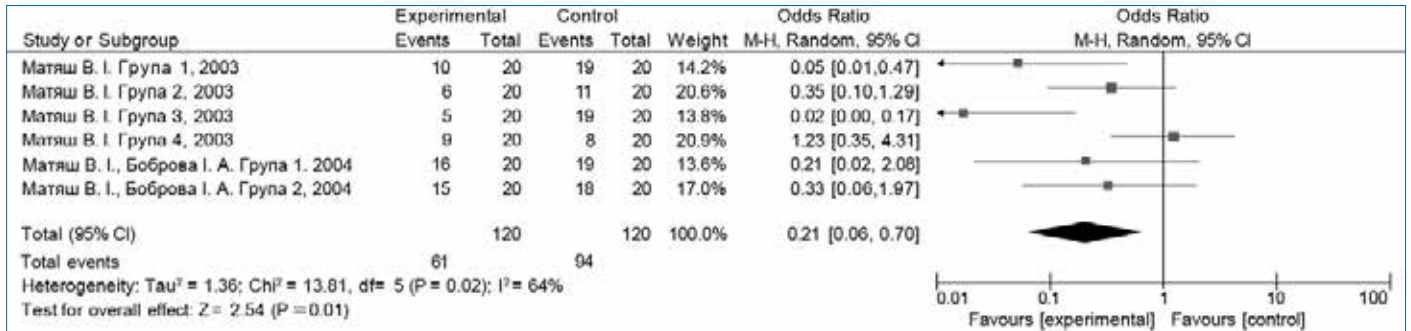 Experimental Control Odds Ratio Odds Ratio
Study or Subgroup Events Total Events Total Weight M-H, Random, 95% CI M-H, Random, 95% CI
Матяш В. І. Група 1, 2003 10 20 19 20 14.2% 0.05 [0.01,0.47]
Матяш В. І. Група 2, 2003 6 20 11 20 20.6% 0.35 [0.10,1.29]
Матяш В. І. Група 3, 2003 5 20 19 20 13.8% 0.02 [0.00, 0.17]
Матяш В. І. Група 4, 2003 9 20 8 20 20.9% 1.23 [0.35, 4.31]
Матяш В. І., Боброва І. А. Група 1. 2004 16 20 19 20 13.6% 0.21 [0.02, 2.08]
Матяш В. І., Боброва І. А. Група 2, 2004 15 20 18 20 17.0% 0.33 [0.06,1.97]
Total (95% CI) 120 120 100.0% 0.21 [0.06, 0.70]
Total events 61 94
Heterogeneity: Tau² = 1.36; Chi² = 13.81, df= 5 (P = 0.02); I² = 64%
Test for overall effect: Z= 2.54 (P =0.01)
0.01 0.1 1 10 100
Favours [experimental] Favours [control]